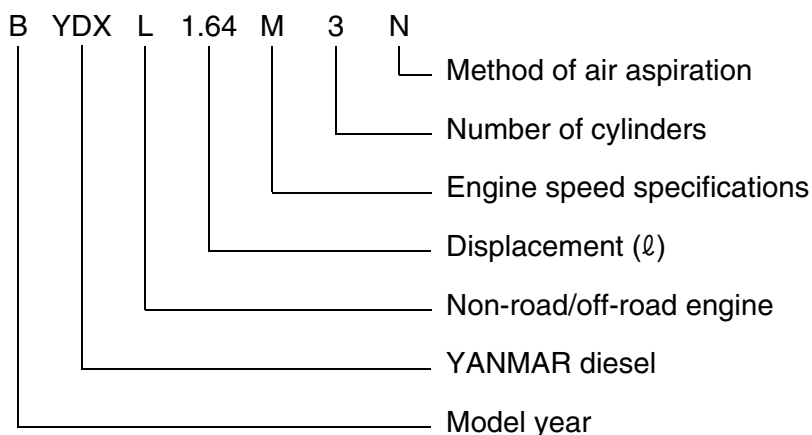 B YDX L 1.64 M 3 N
Method of air aspiration
Number of cylinders
Engine speed specifications
Displacement (ℓ)
Non-road/off-road engine
YANMAR diesel
Model year